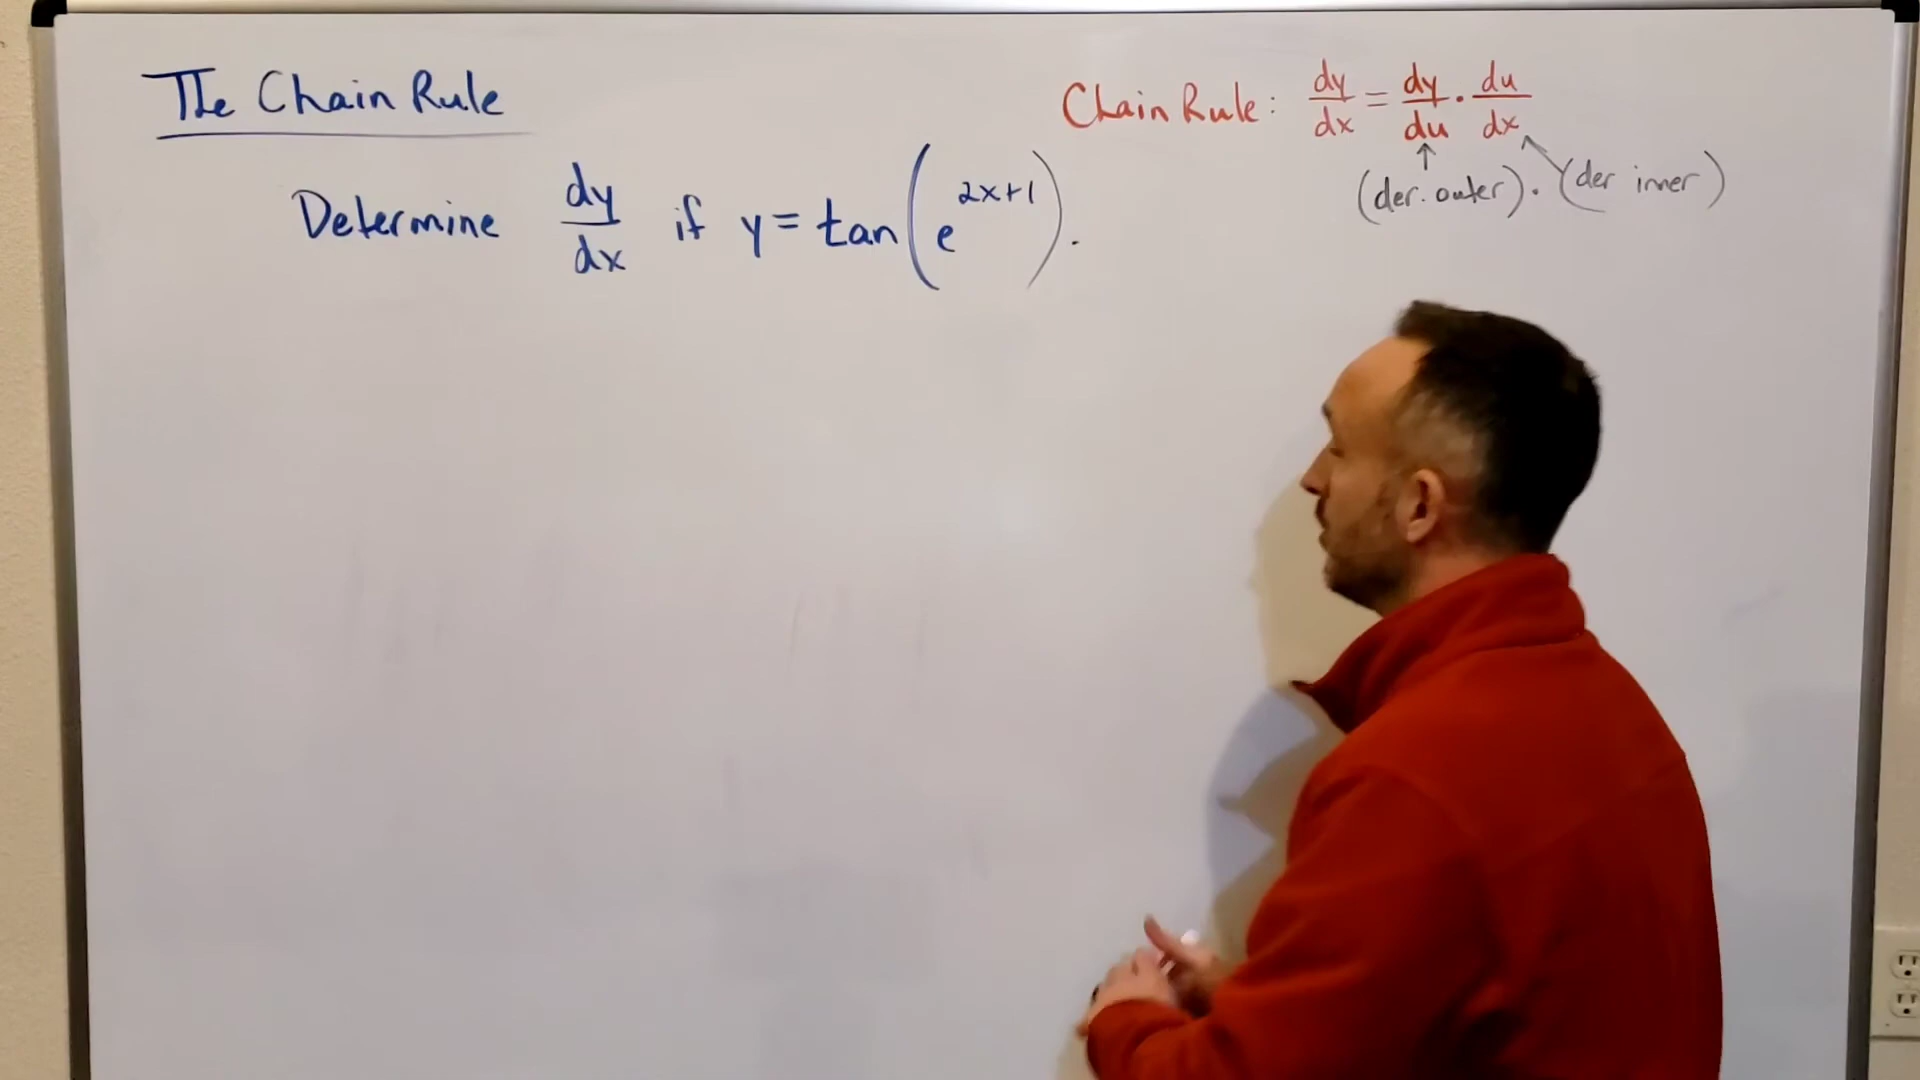 The Chain Rule
Chain Rule: dy/dx = dy/du · du/dx
(der. outer) · (der inner)
Determine dy/dx if y = tan(e^(2x+1)).